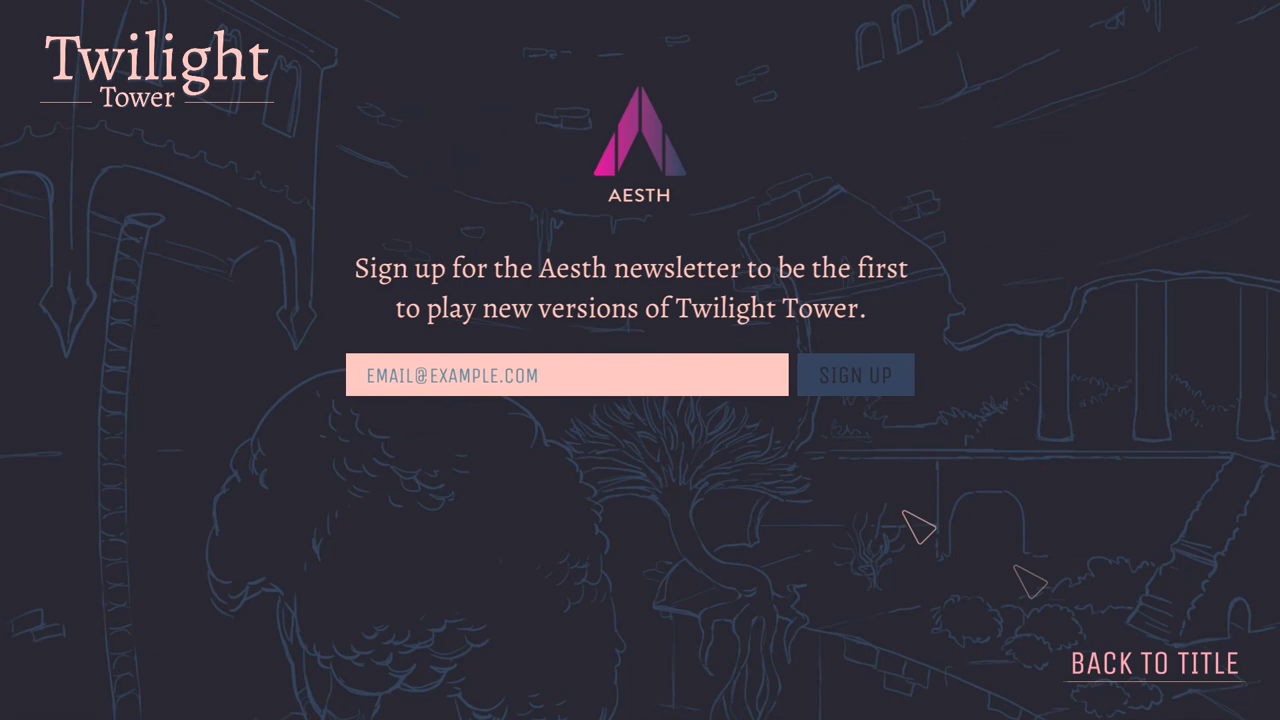 Twilight
Tower
AESTH
Sign up for the Aesth newsletter to be the first
to play new versions of Twilight Tower.
EMAIL@EXAMPLE.COM
SIGN UP
BACK TO TITLE